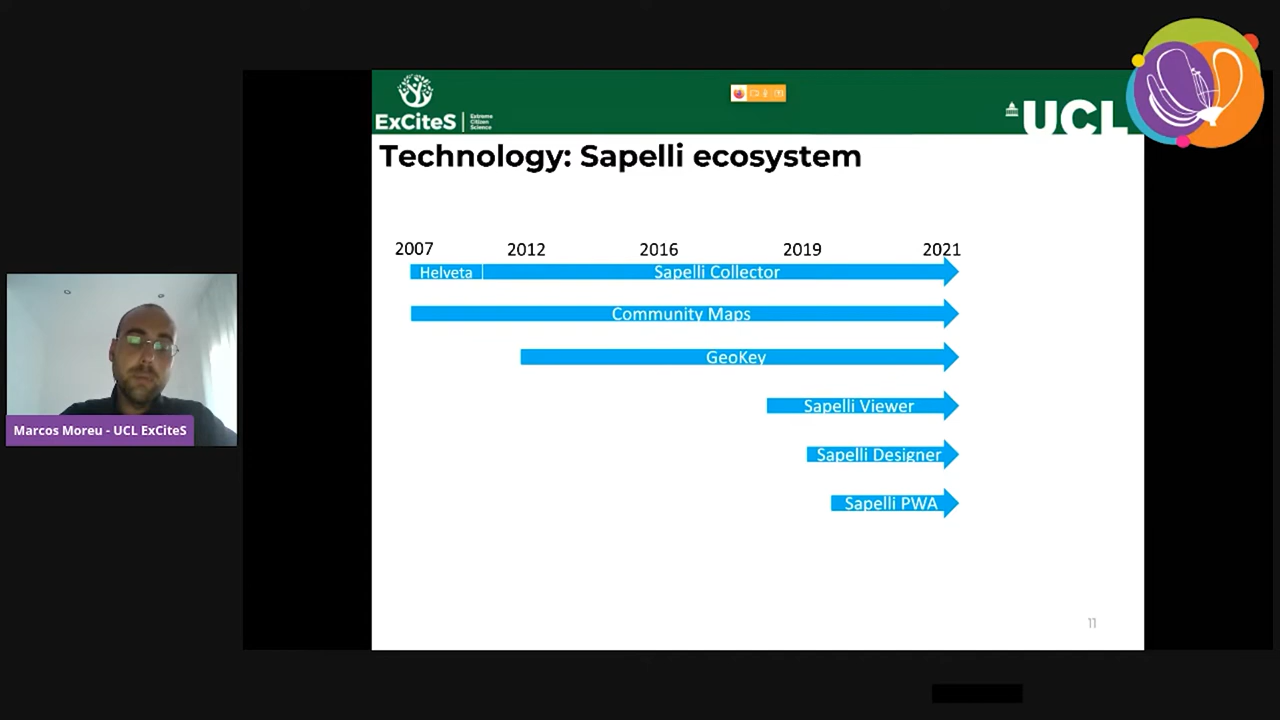 ExCiteS
Extreme
Citizen
Science
UCL
Technology: Sapelli ecosystem
2007 2012 2016 2019 2021
Helveta Sapelli Collector
Community Maps
GeoKey
Sapelli Viewer
Sapelli Designer
Sapelli PWA
Marcos Moreu - UCL ExCiteS
11